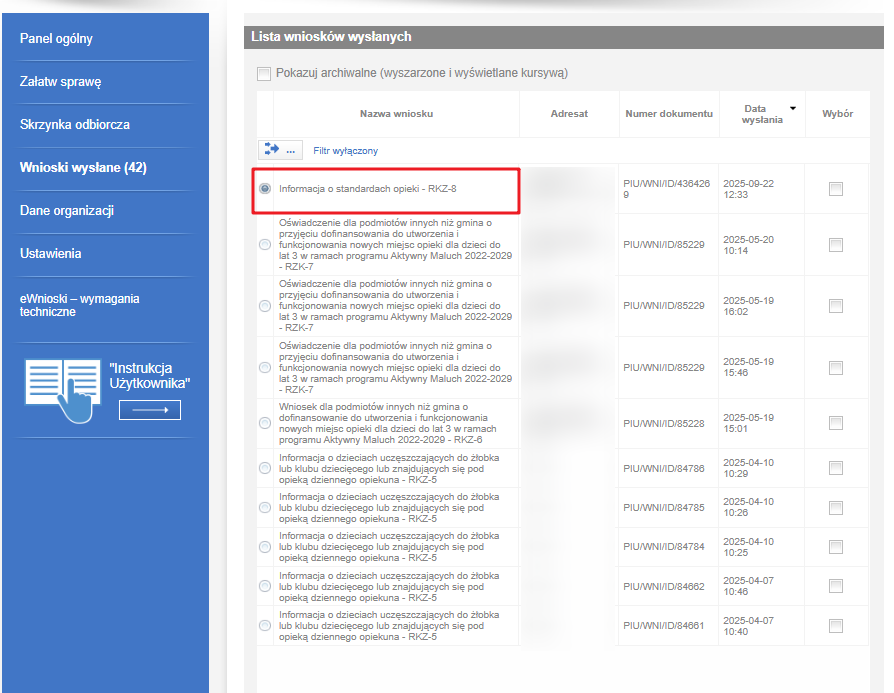 Panel ogólny
Załatw sprawę
Skrzynka odbiorcza
Wnioski wysłane (42)
Dane organizacji
Ustawienia
eWnioski – wymagania
techniczne
"Instrukcja
Użytkownika"
Lista wniosków wysłanych
Pokazuj archiwalne (wyszarzone i wyświetlane kursywą)
Nazwa wniosku
Adresat
Numer dokumentu
Data
wysłania
Wybór
...
Filtr wyłączony
Informacja o standardach opieki - RKZ-8
PIU/WNI/ID/436426
9
2025-09-22
12:33
Oświadczenie dla podmiotów innych niż gmina o
przyjęciu dofinansowania do utworzenia i
funkcjonowania nowych miejsc opieki dla dzieci do
lat 3 w ramach programu Aktywny Maluch 2022-2029
- RZK-7
PIU/WNI/ID/85229
2025-05-20
10:14
Oświadczenie dla podmiotów innych niż gmina o
przyjęciu dofinansowania do utworzenia i
funkcjonowania nowych miejsc opieki dla dzieci do
lat 3 w ramach programu Aktywny Maluch 2022-2029
- RZK-7
PIU/WNI/ID/85229
2025-05-19
16:02
Oświadczenie dla podmiotów innych niż gmina o
przyjęciu dofinansowania do utworzenia i
funkcjonowania nowych miejsc opieki dla dzieci do
lat 3 w ramach programu Aktywny Maluch 2022-2029
- RZK-7
PIU/WNI/ID/85229
2025-05-19
15:46
Wniosek dla podmiotów innych niż gmina o
dofinansowanie do utworzenia i funkcjonowania
nowych miejsc opieki dla dzieci do lat 3 w ramach
programu Aktywny Maluch 2022-2029 - RKZ-6
PIU/WNI/ID/85228
2025-05-19
15:01
Informacja o dzieciach uczęszczających do żłobka
lub klubu dziecięcego lub znajdujących się pod
opieką dziennego opiekuna - RKZ-5
PIU/WNI/ID/84786
2025-04-10
10:29
Informacja o dzieciach uczęszczających do żłobka
lub klubu dziecięcego lub znajdujących się pod
opieką dziennego opiekuna - RKZ-5
PIU/WNI/ID/84785
2025-04-10
10:26
Informacja o dzieciach uczęszczających do żłobka
lub klubu dziecięcego lub znajdujących się pod
opieką dziennego opiekuna - RKZ-5
PIU/WNI/ID/84784
2025-04-10
10:25
Informacja o dzieciach uczęszczających do żłobka
lub klubu dziecięcego lub znajdujących się pod
opieką dziennego opiekuna - RKZ-5
PIU/WNI/ID/84662
2025-04-07
10:46
Informacja o dzieciach uczęszczających do żłobka
lub klubu dziecięcego lub znajdujących się pod
opieką dziennego opiekuna - RKZ-5
PIU/WNI/ID/84661
2025-04-07
10:40